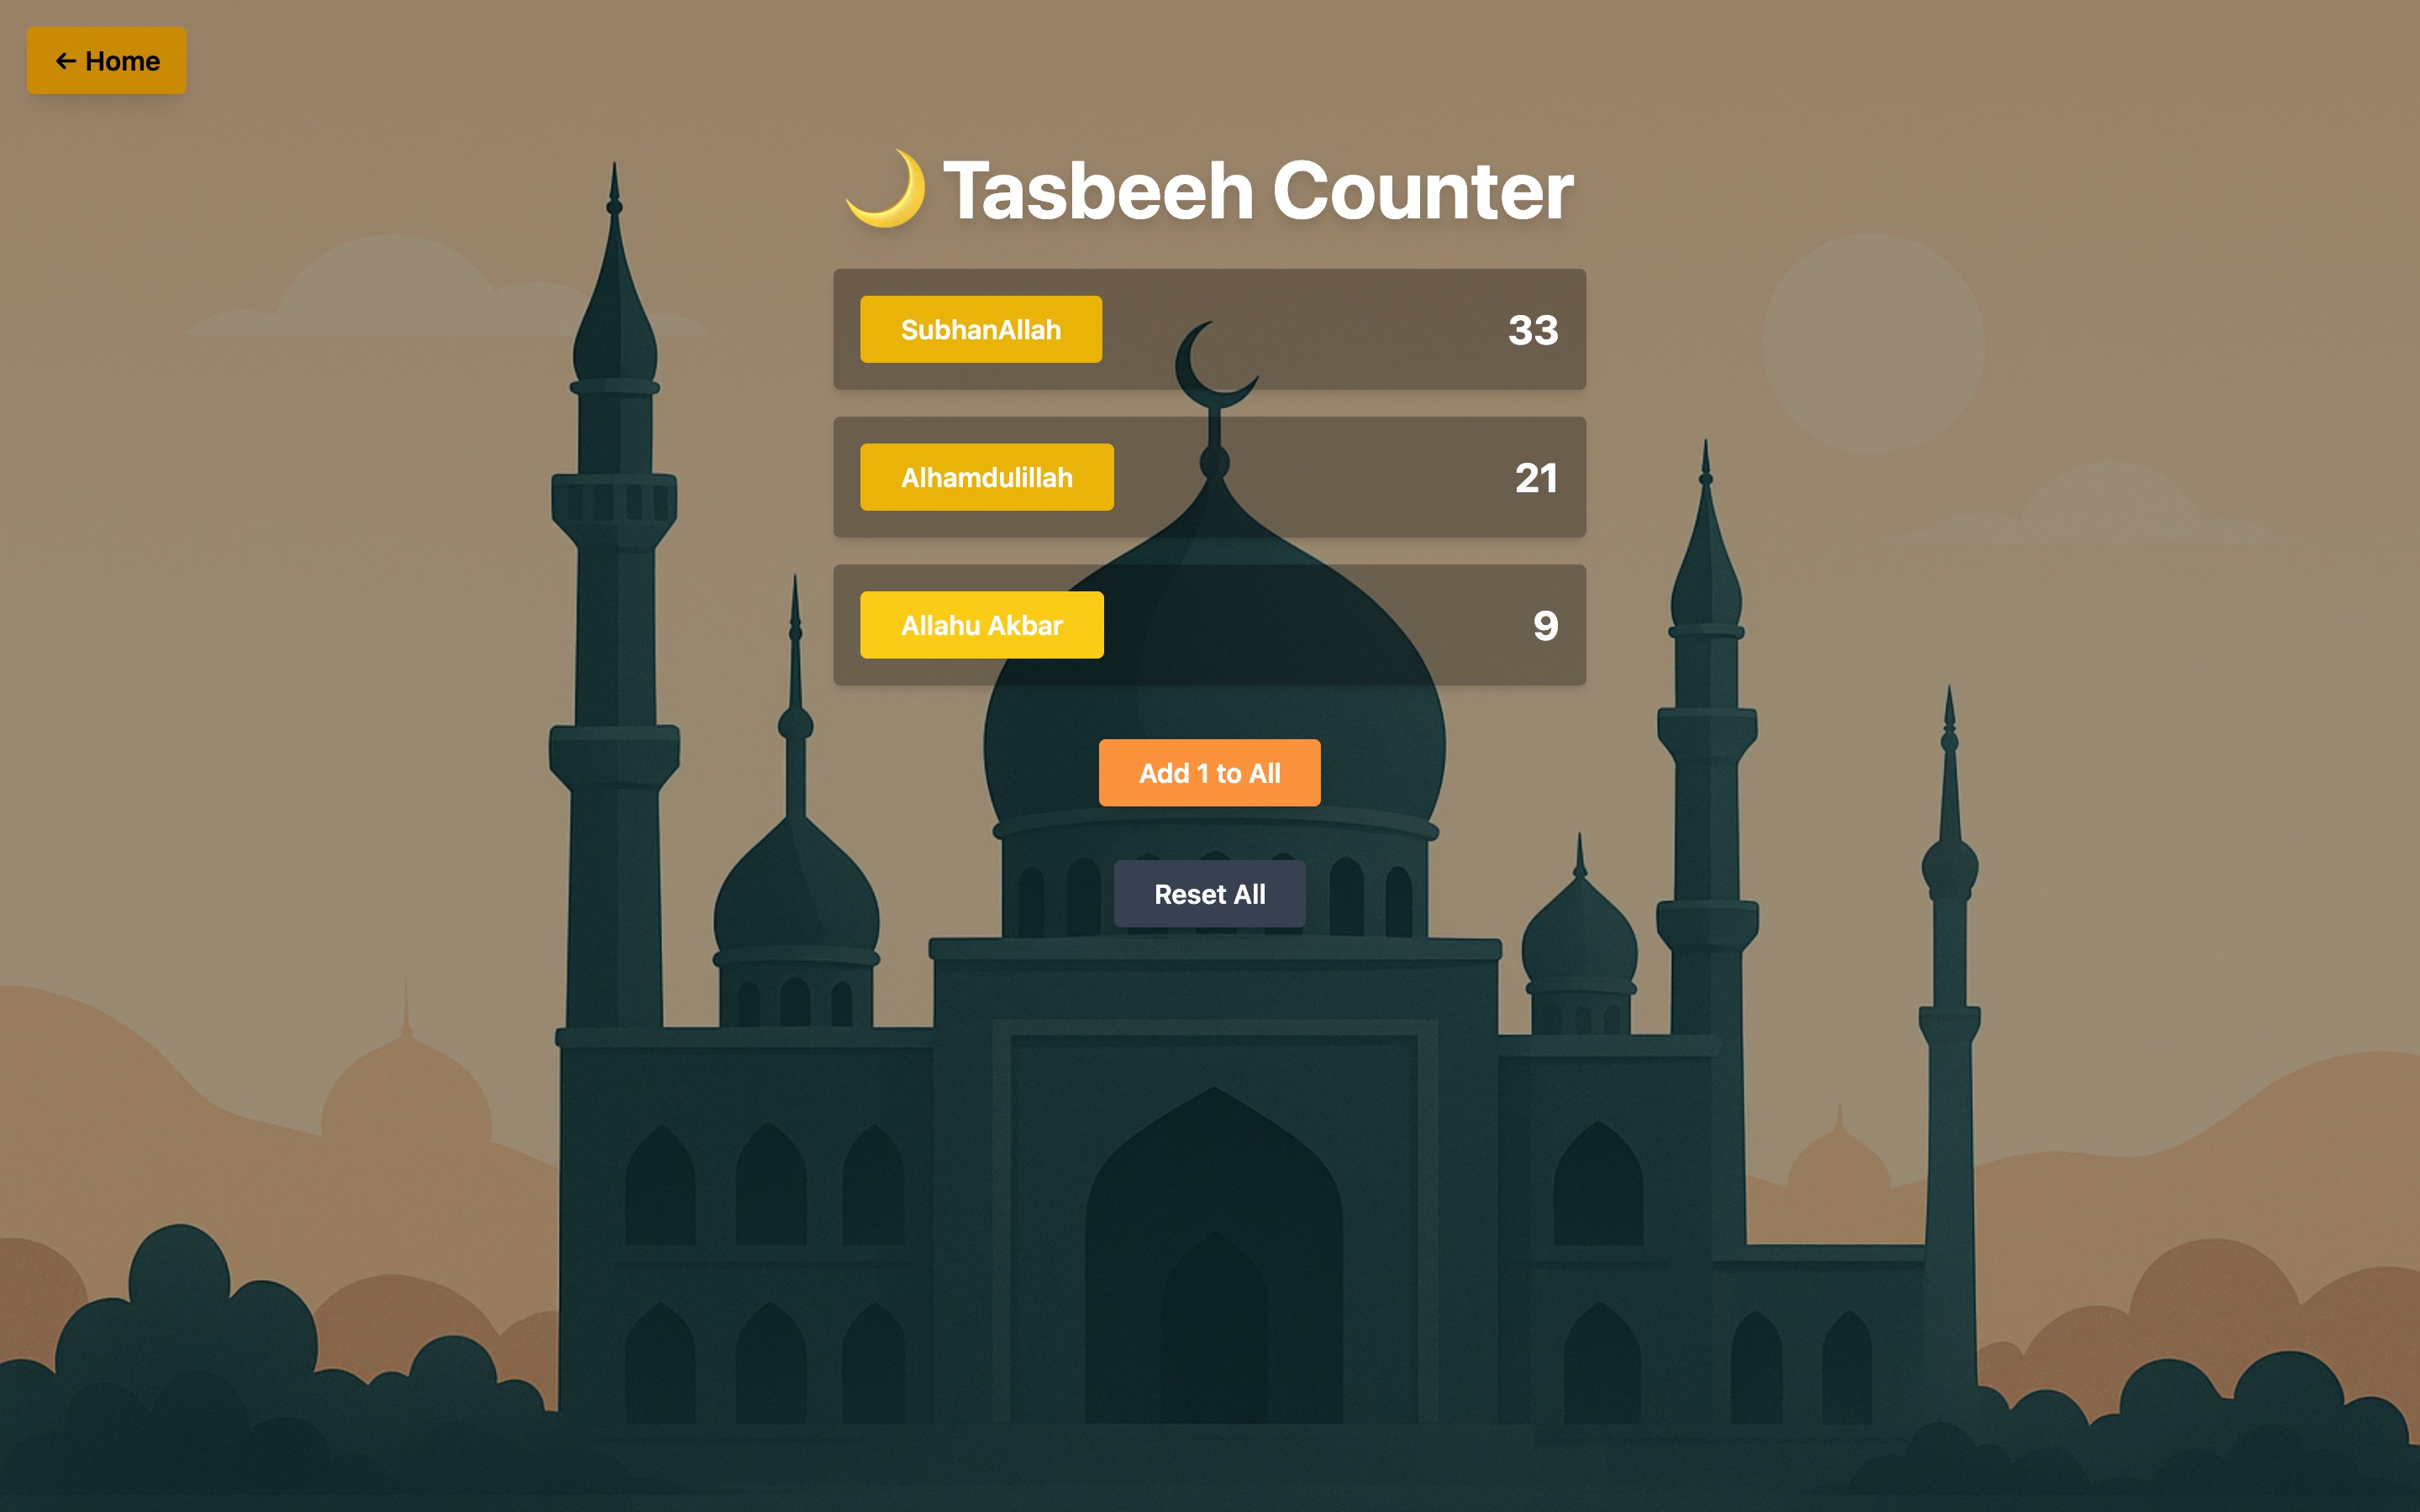 ← Home
🌙 Tasbeeh Counter
SubhanAllah 33
Alhamdulillah 21
Allahu Akbar 9
Add 1 to All
Reset All